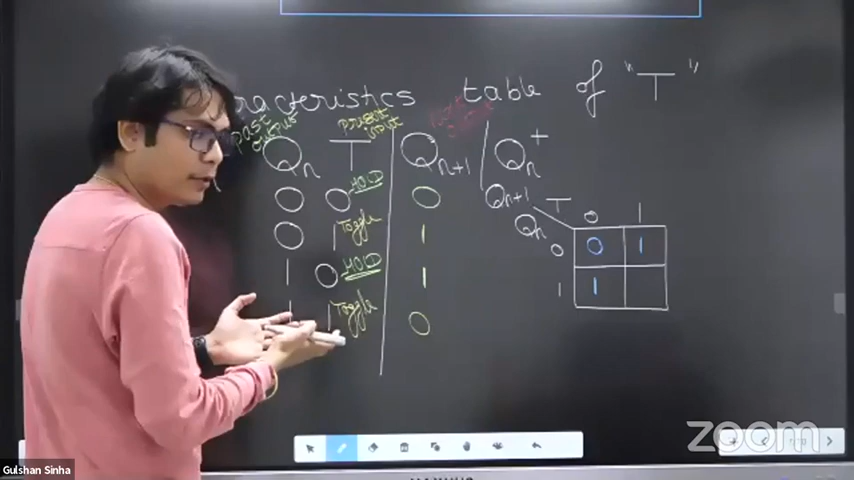 racteristics table of "T"
past output present input
Qn T Qn+1 Qn+
0 0 HOLD 0 Qn+1 T 0 1
0 1 Toggle 1 Qn 0 0 1
1 0 HOLD 1 1 1
1 1 Toggle 0
zoom
Gulshan Sinha